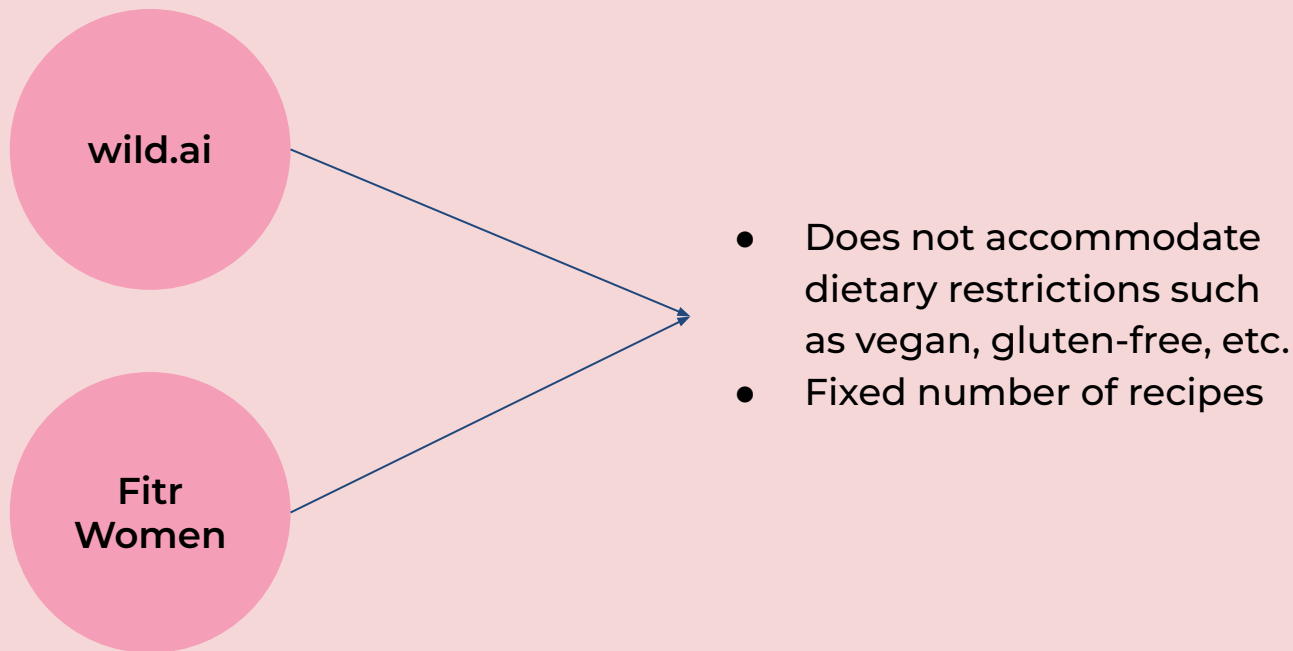 wild.ai
Fitr
Women
● Does not accommodate
dietary restrictions such
as vegan, gluten-free, etc.
● Fixed number of recipes